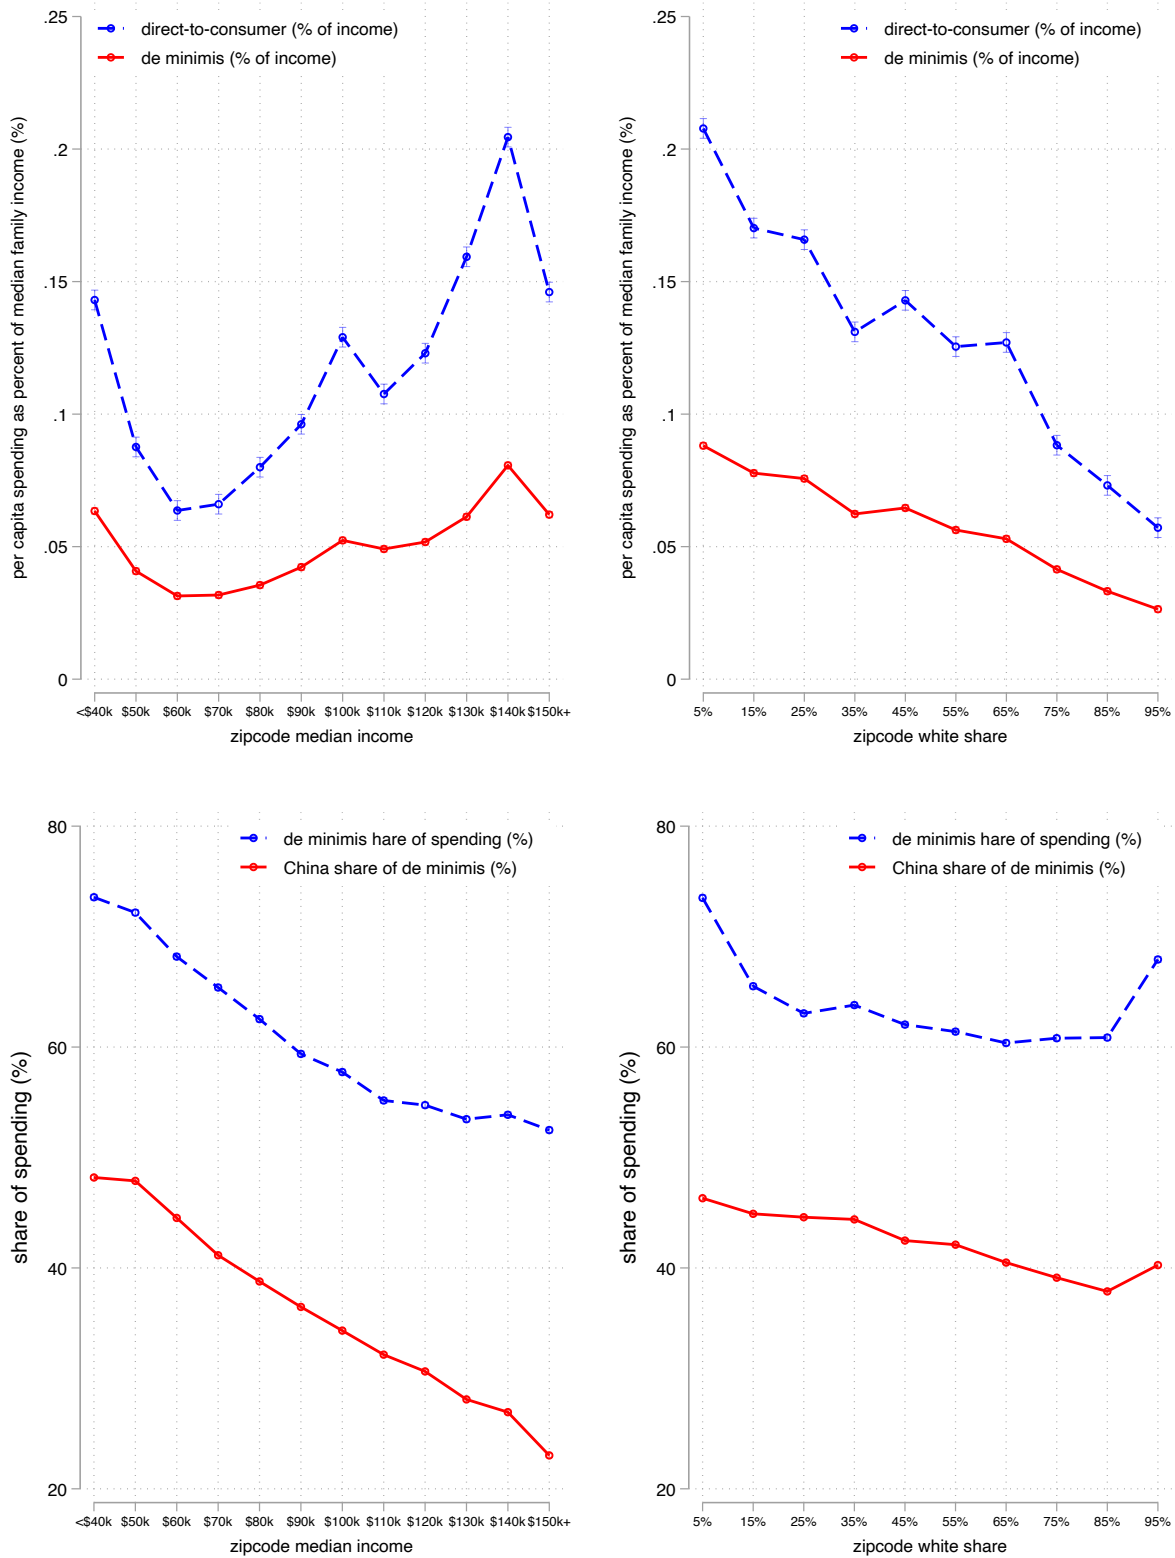 direct-to-consumer (% of income)
de minimis (% of income)
per capita spending as percent of median family income (%)
.25
.2
.15
.1
.05
0
<$40k $50k $60k $70k $80k $90k $100k $110k $120k $130k $140k $150k+
zipcode median income
direct-to-consumer (% of income)
de minimis (% of income)
per capita spending as percent of median family income (%)
.25
.2
.15
.1
.05
0
5% 15% 25% 35% 45% 55% 65% 75% 85% 95%
zipcode white share
de minimis hare of spending (%)
China share of de minimis (%)
share of spending (%)
80
60
40
20
<$40k $50k $60k $70k $80k $90k $100k $110k $120k $130k $140k $150k+
zipcode median income
de minimis hare of spending (%)
China share of de minimis (%)
share of spending (%)
80
60
40
20
5% 15% 25% 35% 45% 55% 65% 75% 85% 95%
zipcode white share